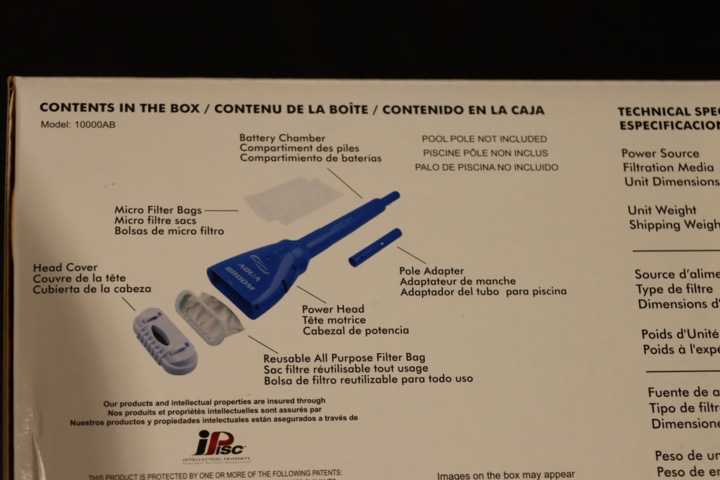 CONTENTS IN THE BOX / CONTENU DE LA BOÎTE / CONTENIDO EN LA CAJA
Model: 10000AB
Battery Chamber
Compartiment des piles
Compartimiento de baterías
POOL POLE NOT INCLUDED
PISCINE PÔLE NON INCLUS
PALO DE PISCINA NO INCLUIDO
Micro Filter Bags
Micro filtre sacs
Bolsas de micro filtro
Head Cover
Couvre de la tête
Cubierta de la cabeza
AQUA
BROOM
Pole Adapter
Adaptateur de manche
Adaptador del tubo para piscina
Power Head
Tête motrice
Cabezal de potencia
Reusable All Purpose Filter Bag
Sac filtre réutilisable tout usage
Bolsa de filtro reutilizable para todo uso
Our products and intellectual properties are insured through
Nos produits et propriétés intellectuelles sont assurés par
Nuestros productos y propiedades intelectuales están asegurados a través de
iPisc
INTELLECTUAL PROPERTY
THIS PRODUCT IS PROTECTED BY ONE OR MORE OF THE FOLLOWING PATENTS:
Images on the box may appear
TECHNICAL SPE
ESPECIFICACION
Power Source
Filtration Media
Unit Dimensions
Unit Weight
Shipping Weigh
Source d'alime
Type de filtre
Dimensions d'
Poids d'Unité
Poids à l'expé
Fuente de a
Tipo de filtr
Dimensione
Peso de un
Peso de en